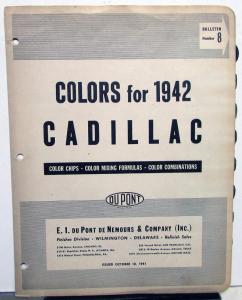 BULLETIN
Number 8
COLORS for 1942
CADILLAC
COLOR CHIPS - COLOR MIXING FORMULAS - COLOR COMBINATIONS
DU PONT
E. I. DU PONT DE NEMOURS & COMPANY (INC.)
Finishes Division - WILMINGTON - DELAWARE - Refinish Sales
ISSUED OCTOBER 10, 1941